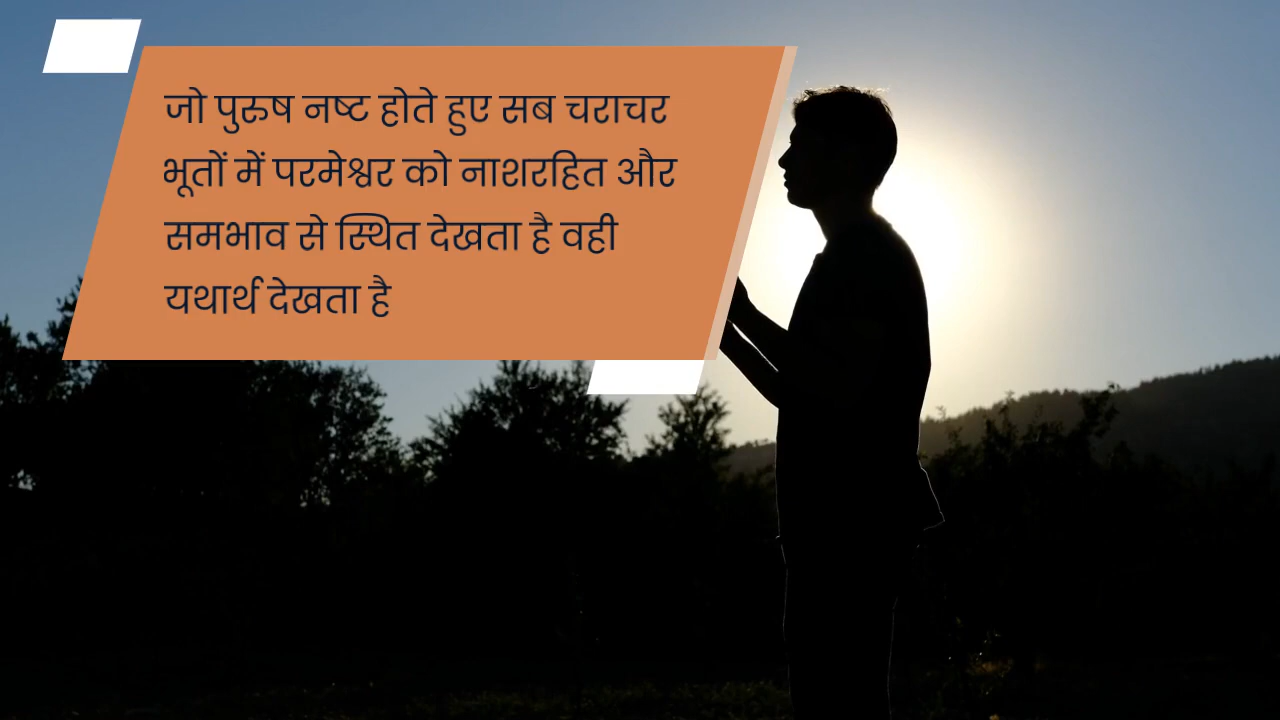 जो पुरुष नष्ट होते हुए सब चराचर
भूतों में परमेश्वर को नाशरहित और
समभाव से स्थित देखता है वही
यथार्थ देखता है